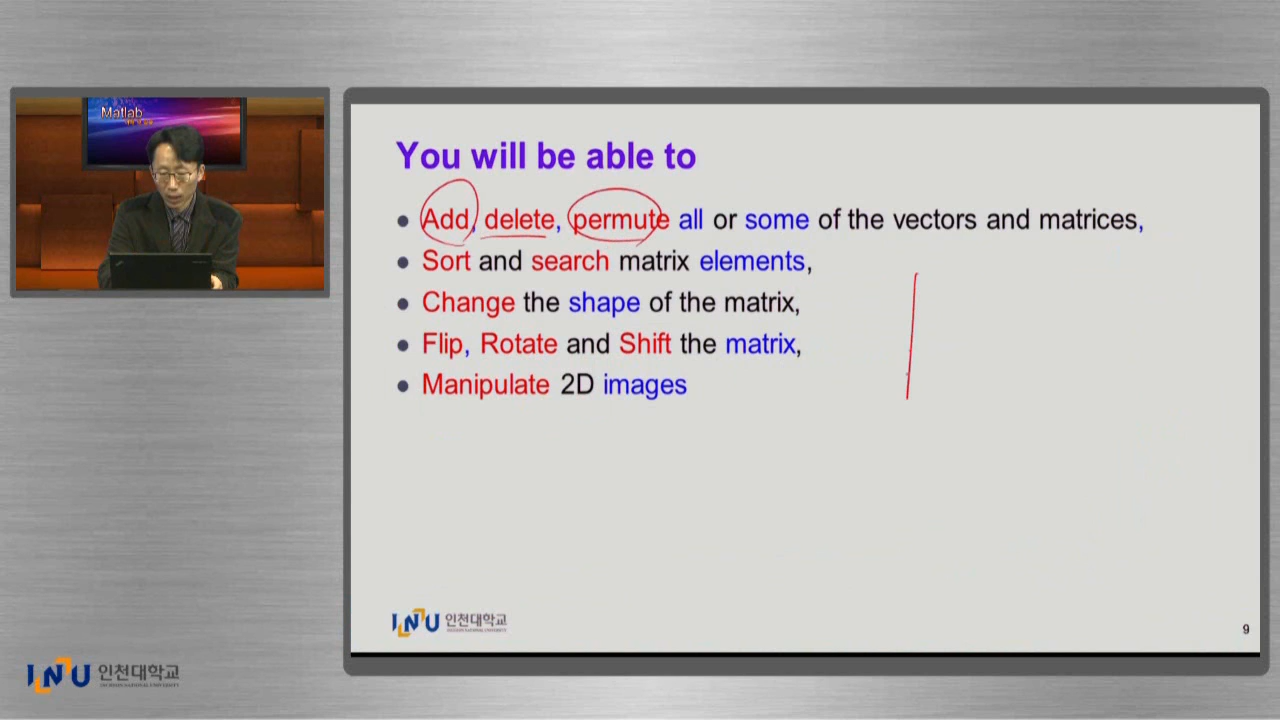 Matlab
You will be able to
Add, delete, permute all or some of the vectors and matrices,
Sort and search matrix elements,
Change the shape of the matrix,
Flip, Rotate and Shift the matrix,
Manipulate 2D images
INU 인천대학교
9
INU 인천대학교